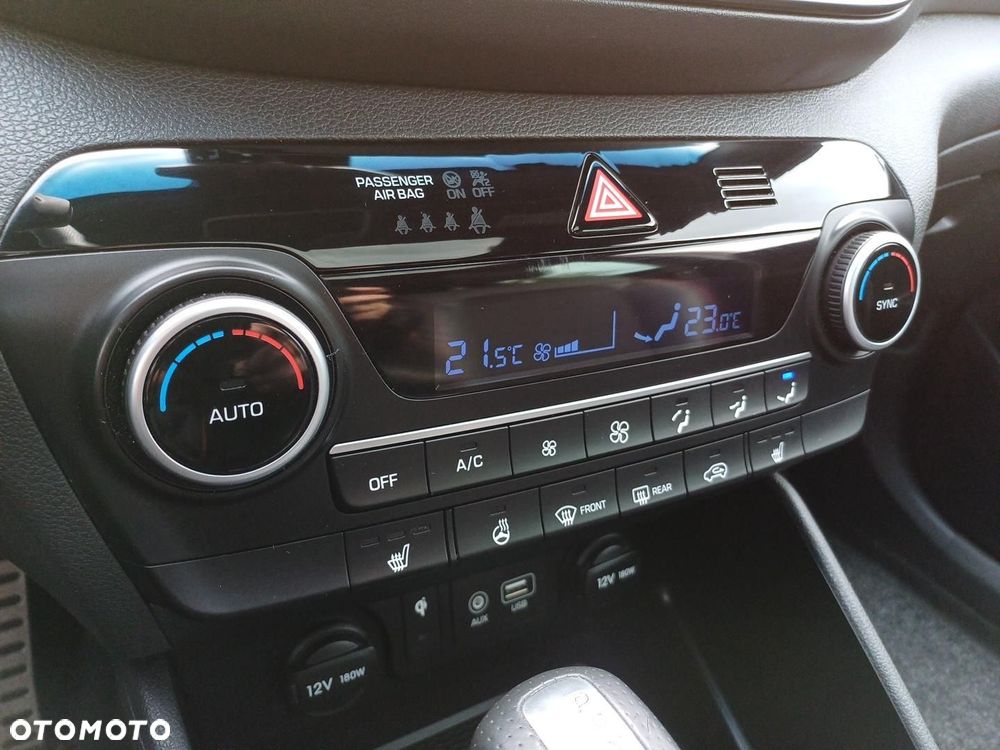 PASSENGER
AIR BAG ON OFF
21.5°C 23.0°C
AUTO
SYNC
OFF A/C
FRONT REAR
AUX USB
12V 180W
12V 180W
P
OTOMOTO